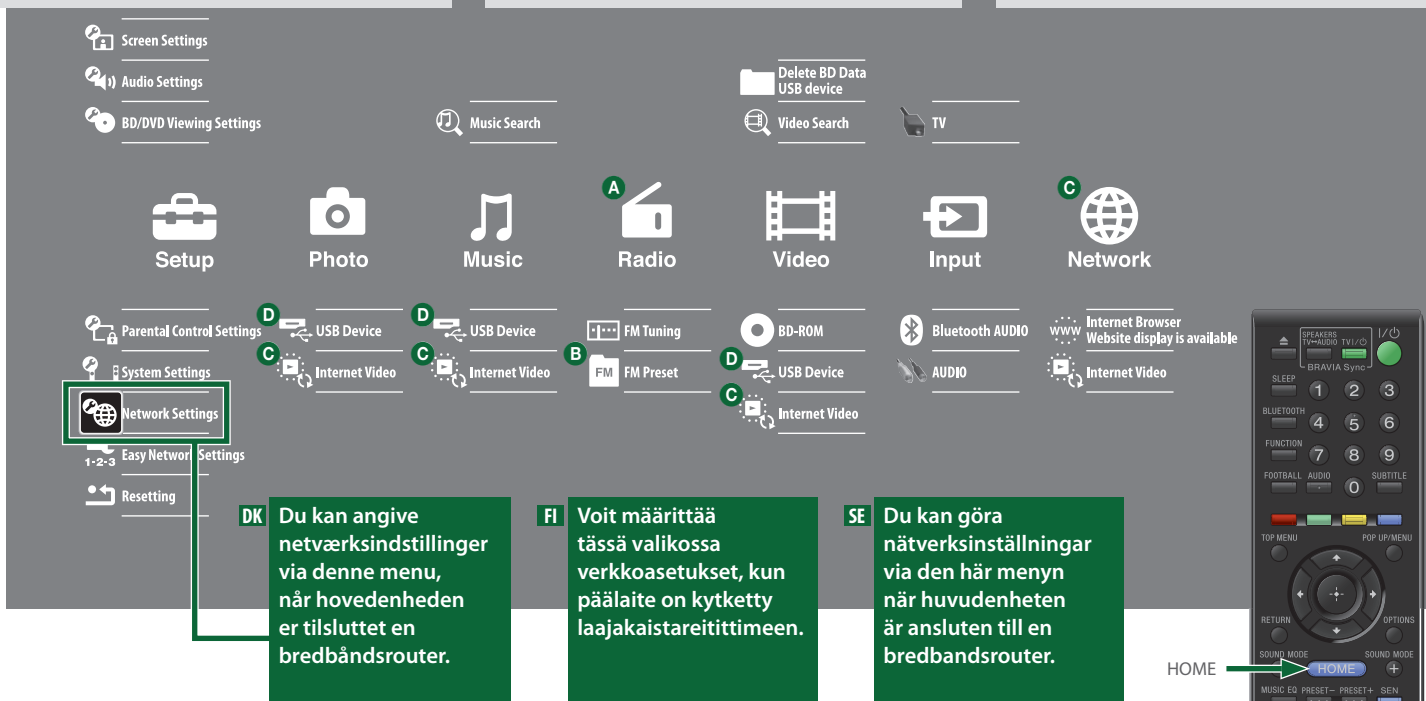 Screen Settings
Audio Settings
BD/DVD Viewing Settings
Music Search
Delete BD Data
USB device
Video Search
TV
A
C
Setup
Photo
Music
Radio
Video
Input
Network
Parental Control Settings
D
USB Device
D
USB Device
FM Tuning
BD-ROM
Bluetooth AUDIO
www
Internet Browser
Website display is available
System Settings
C
Internet Video
C
Internet Video
B
FM
FM Preset
D
USB Device
AUDIO
Internet Video
Network Settings
C
Internet Video
1-2-3
Easy Network Settings
Resetting
DK
Du kan angive
netværksindstillinger
via denne menu,
når hovedenheden
er tilsluttet en
bredbåndsrouter.
FI
Voit määrittää
tässä valikossa
verkkoasetukset, kun
päälaite on kytketty
laajakaistareitittimeen.
SE
Du kan göra
nätverksinställningar
via den här menyn
när huvudenheten
är ansluten till en
bredbandsrouter.
HOME
SPEAKERS
TV↔AUDIO
TV I/⏻
I/⏻
BRAVIA Sync
SLEEP
1 2 3
BLUETOOTH
4 5 6
FUNCTION
7 8 9
FOOTBALL AUDIO 0 SUBTITLE
TOP MENU
POP UP/MENU
RETURN
OPTIONS
SOUND MODE
HOME
SOUND MODE
+
MUSIC EQ PRESET− PRESET+ SEN